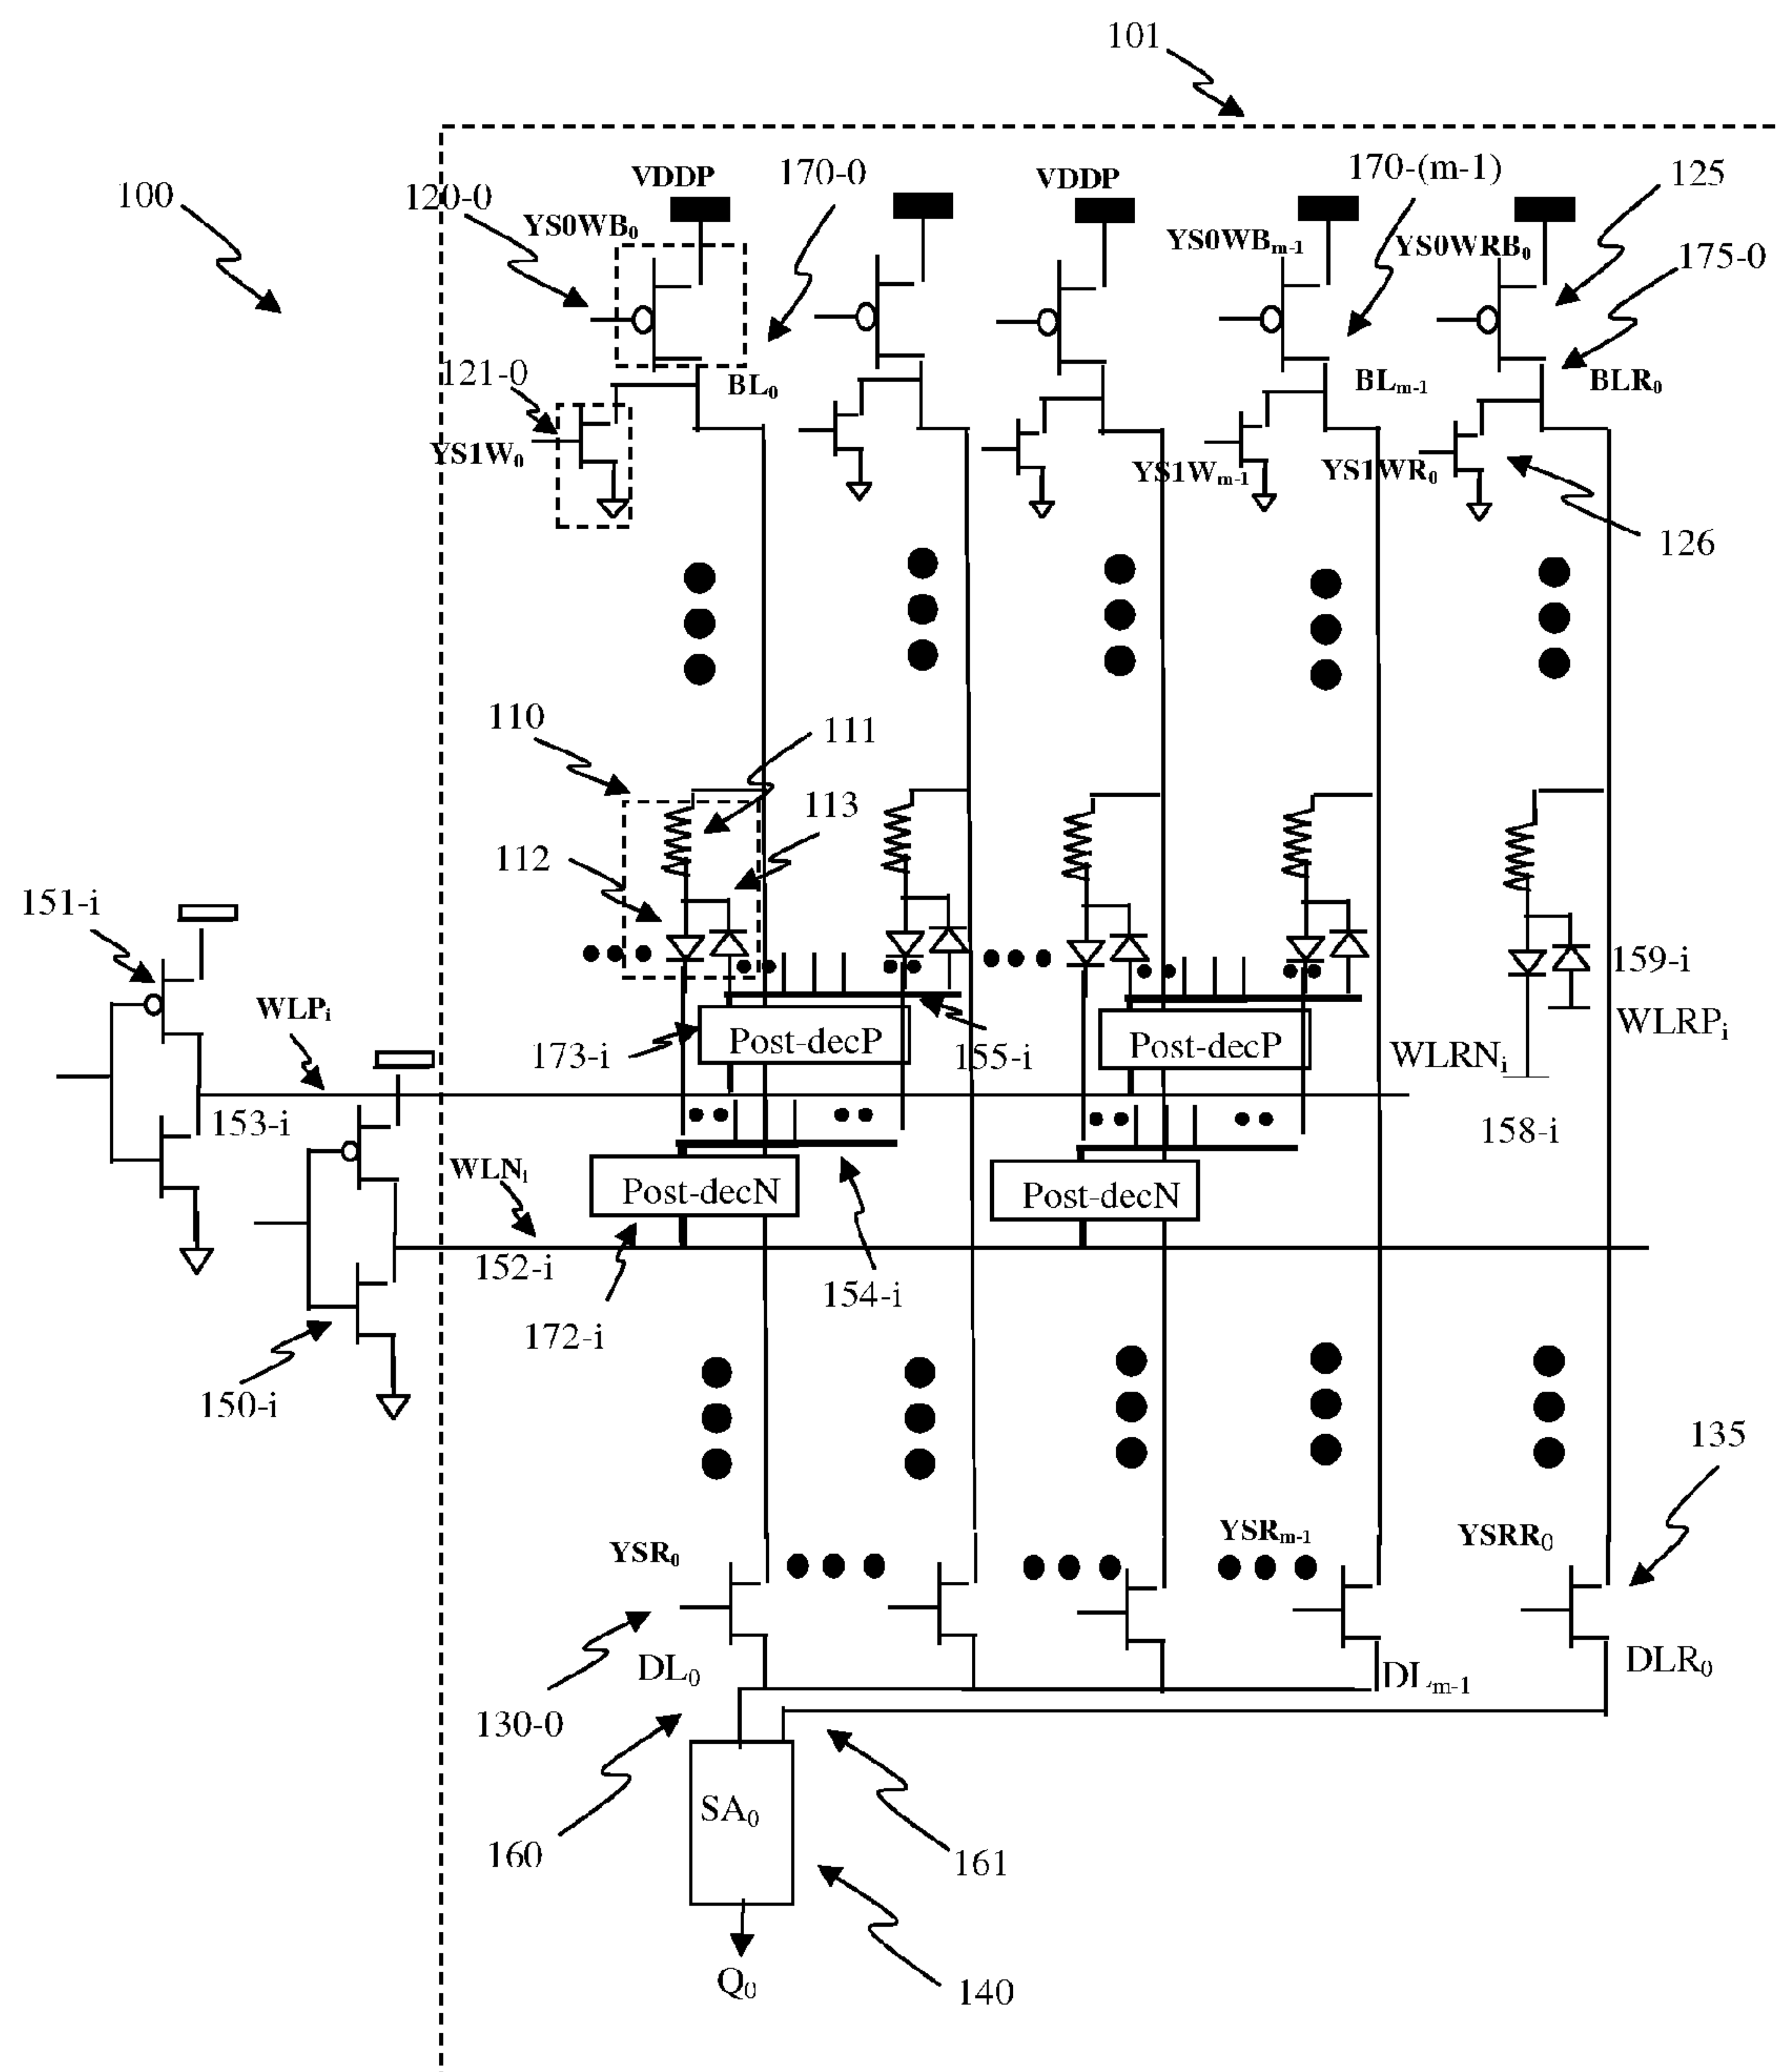 101
100
120-0
VDDP
170-0
VDDP
170-(m-1)
125
YS0WB₀
YS0WBₘ₋₁
YS0WRB₀
175-0
121-0
BL₀
BLₘ₋₁
BLR₀
YS1W₀
YS1Wₘ₋₁
YS1WR₀
126
110
111
113
112
151-i
159-i
WLPᵢ
173-i
Post-decP
155-i
Post-decP
WLRNᵢ
WLRPᵢ
153-i
158-i
WLNᵢ
Post-decN
Post-decN
152-i
154-i
172-i
150-i
135
YSR₀
YSRₘ₋₁
YSRR₀
DL₀
DLₘ₋₁
DLR₀
130-0
SA₀
160
161
Q₀
140